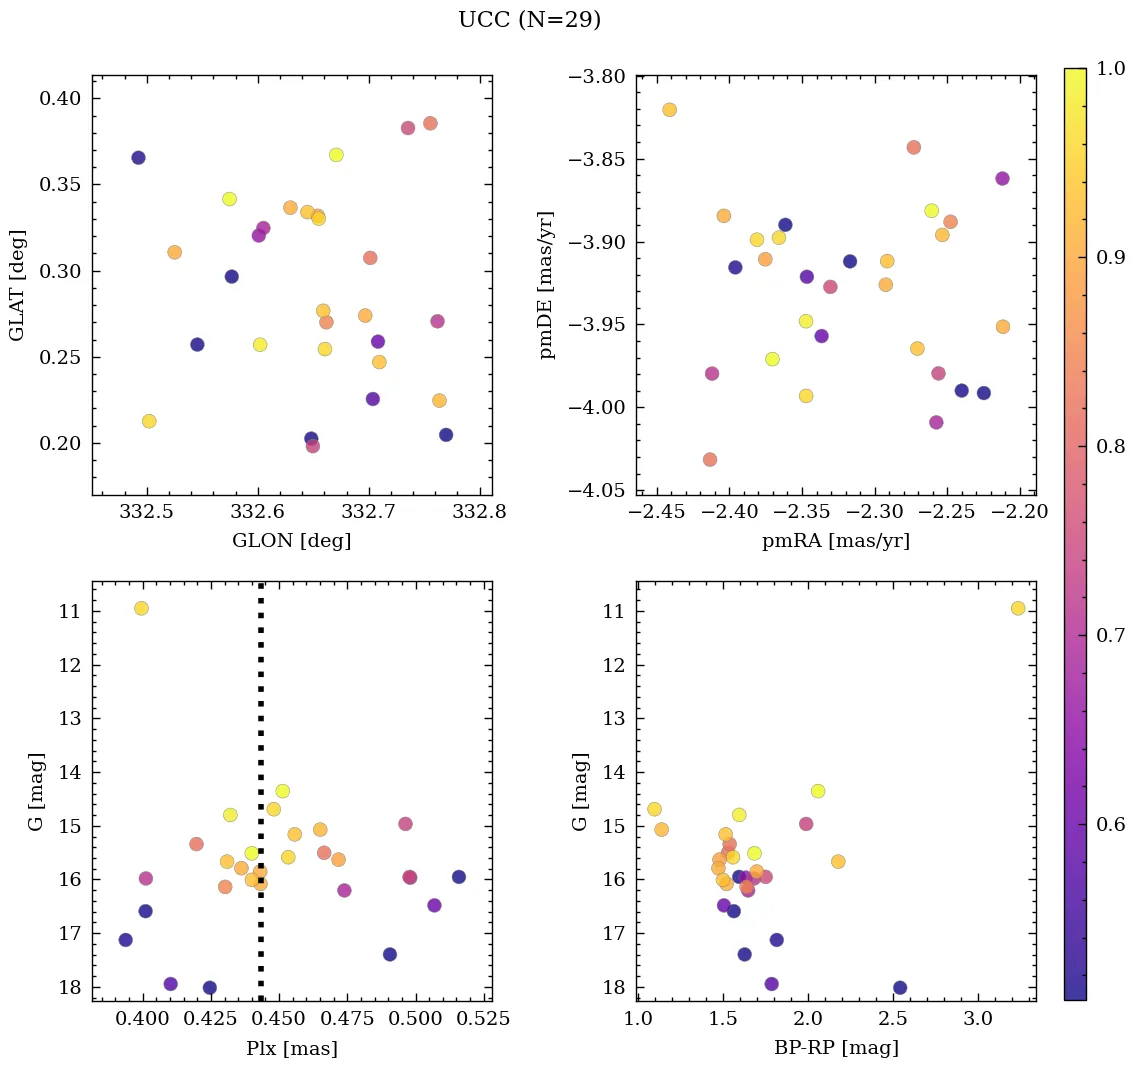 UCC (N=29)
0.40
0.35
0.30
0.25
0.20
GLAT [deg]
332.5 332.6 332.7 332.8
GLON [deg]
−3.80
−3.85
−3.90
−3.95
−4.00
−4.05
pmDE [mas/yr]
−2.45 −2.40 −2.35 −2.30 −2.25 −2.20
pmRA [mas/yr]
11
12
13
14
15
16
17
18
G [mag]
0.400 0.425 0.450 0.475 0.500 0.525
Plx [mas]
11
12
13
14
15
16
17
18
G [mag]
1.0 1.5 2.0 2.5 3.0
BP-RP [mag]
1.0
0.9
0.8
0.7
0.6